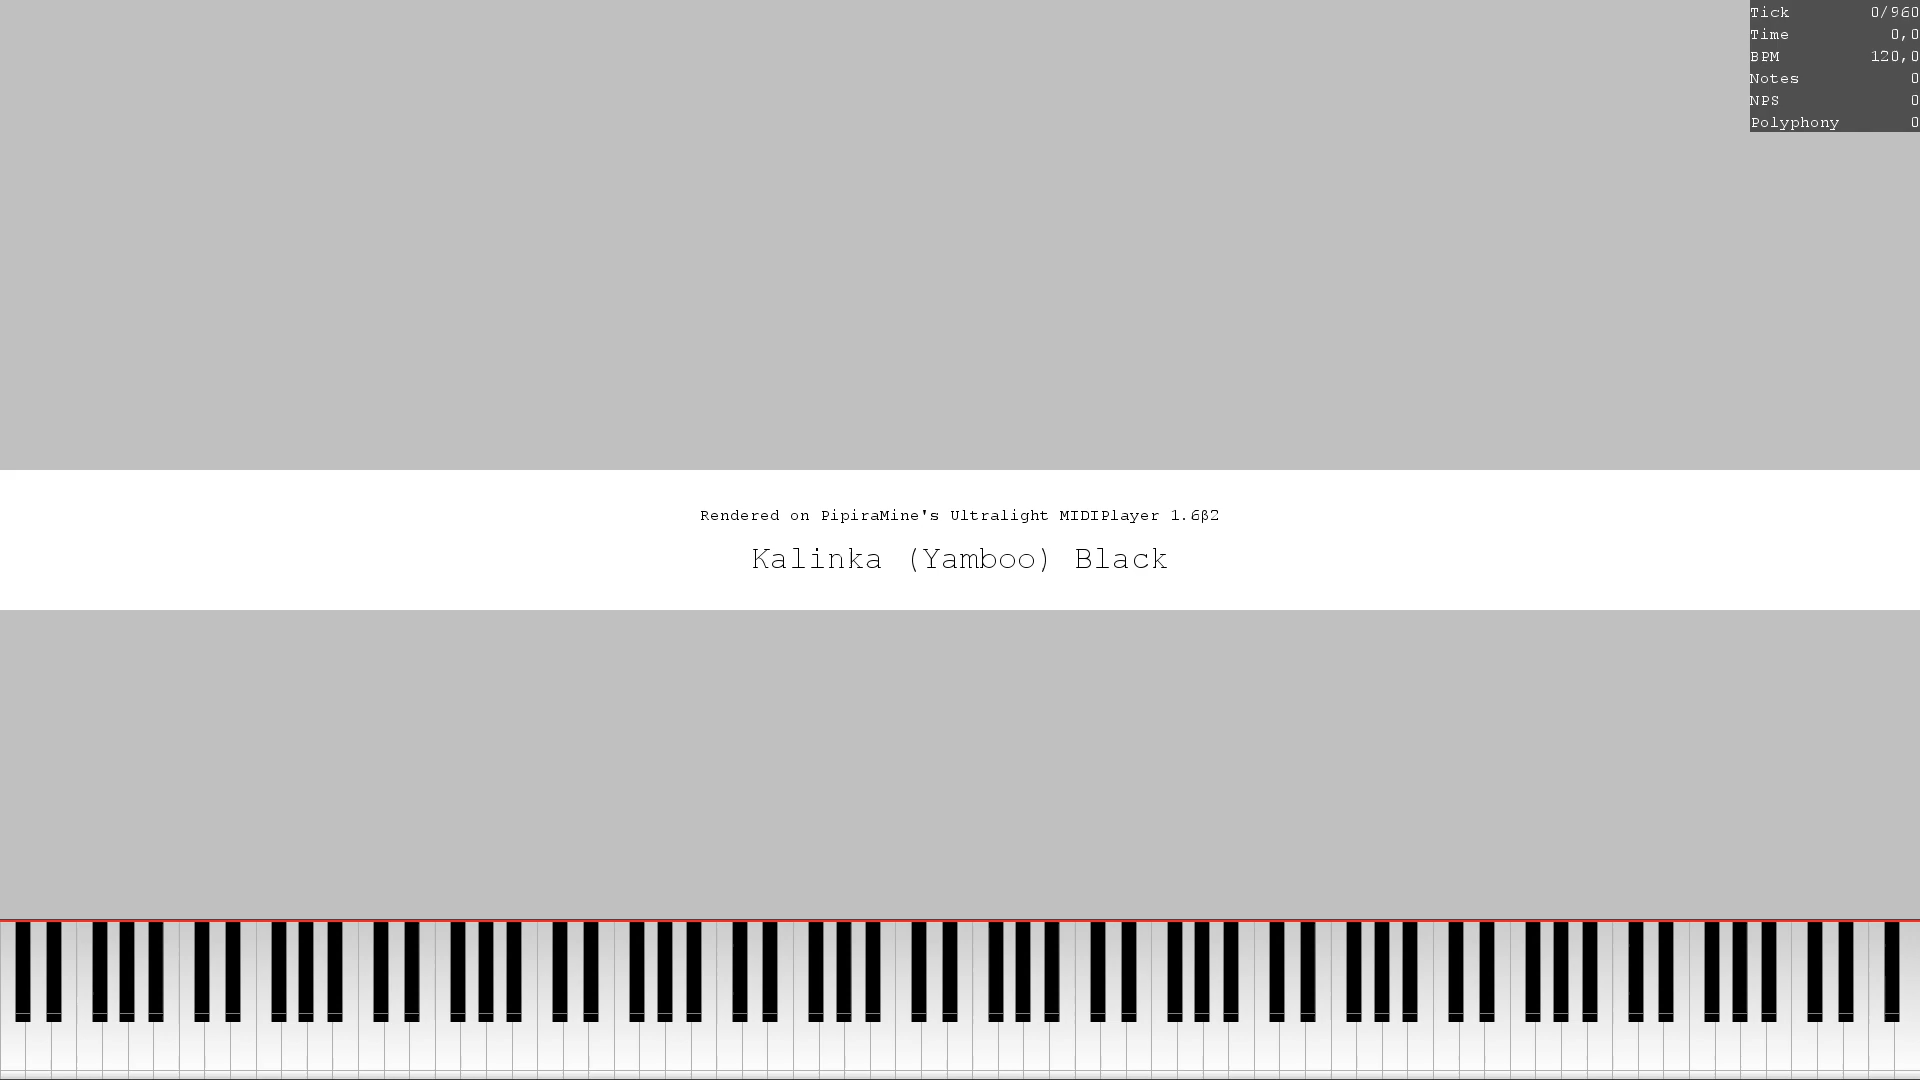 Tick 0/960
Time 0,0
BPM 120,0
Notes 0
NPS 0
Polyphony 0
Rendered on PipiraMine's Ultralight MIDIPlayer 1.6β2
Kalinka (Yamboo) Black